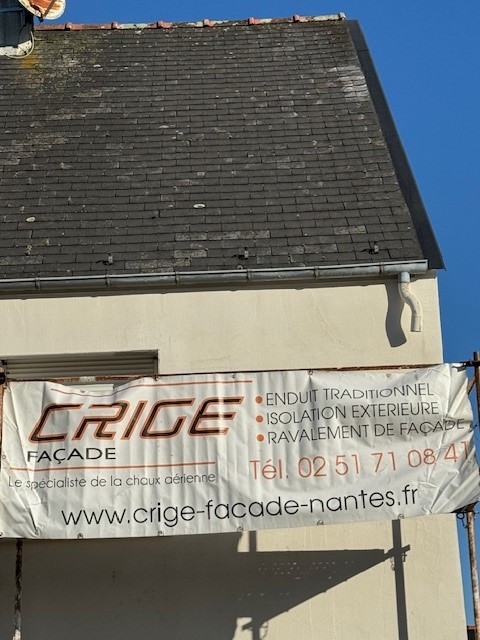 CRIGE
FAÇADE
Le spécialiste de la chaux aérienne
ENDUIT TRADITIONNEL
ISOLATION EXTERIEURE
RAVALEMENT DE FAÇADE
Tél. 02 51 71 08 41
www.crige-facade-nantes.fr